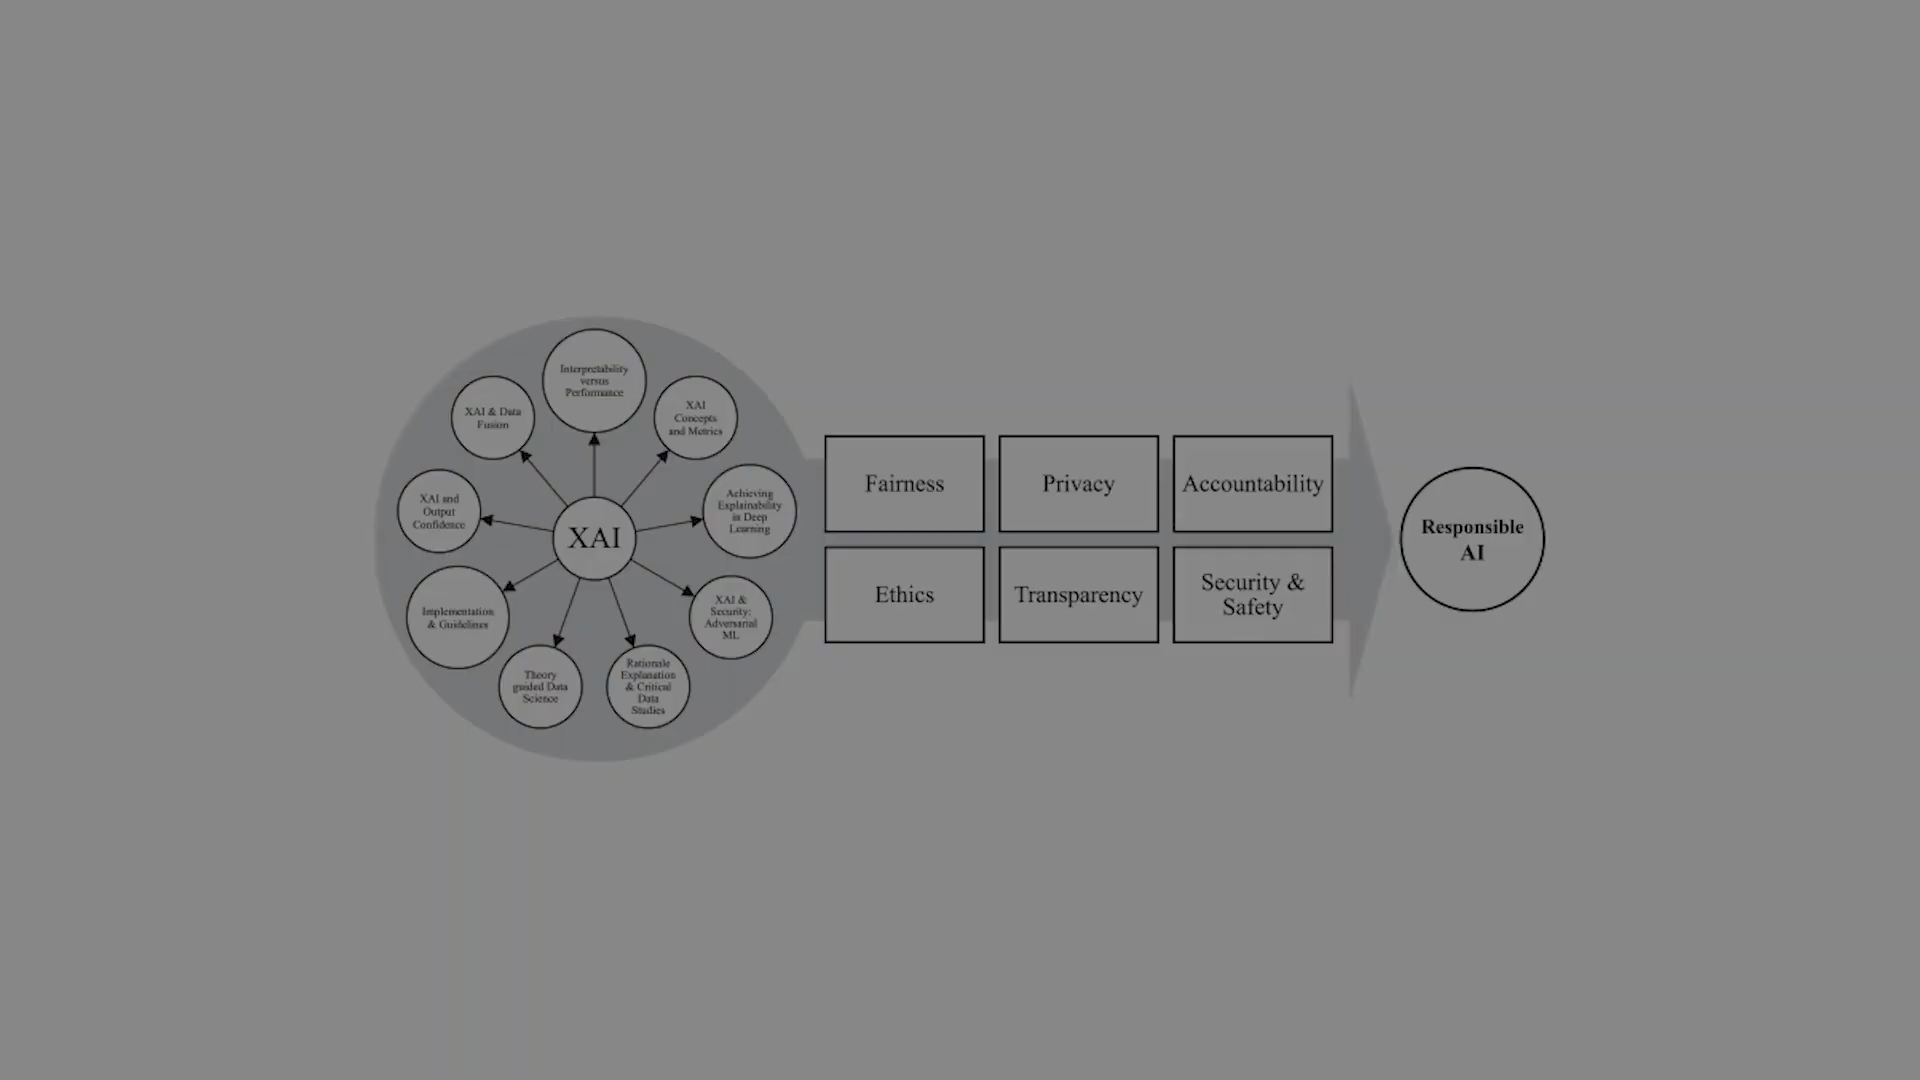 Interpretability
versus
Performance
XAI
Concepts
and Metrics
Achieving
Explainability
in Deep
Learning
XAI &
Security:
Adversarial
ML
Rationale
Explanation
& Critical
Data
Studies
Theory
guided Data
Science
Implementation
& Guidelines
XAI and
Output
Confidence
XAI & Data
Fusion
XAI
Fairness
Privacy
Accountability
Ethics
Transparency
Security &
Safety
Responsible
AI